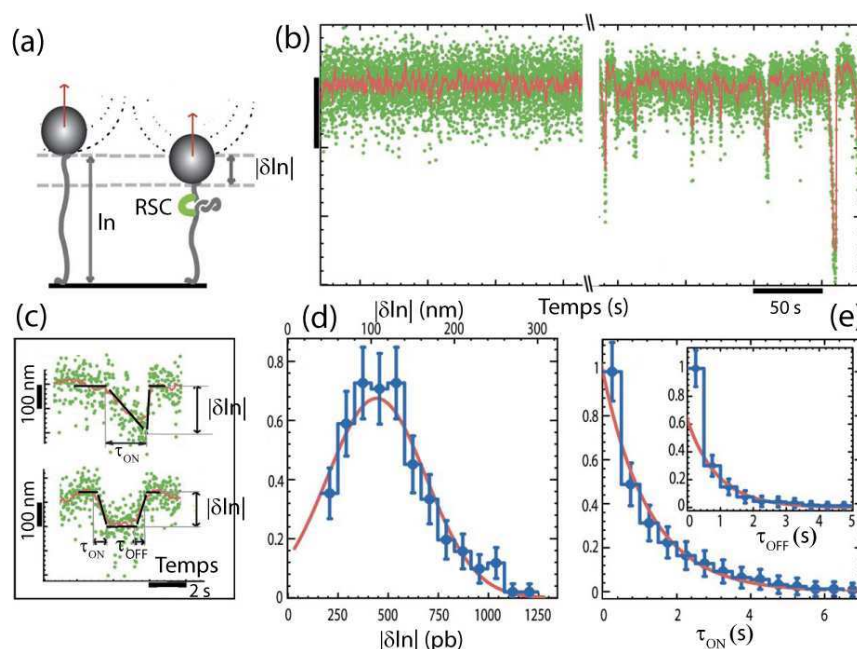 (a)
|δln|
ln
RSC
(b)
Temps (s)
50 s
(c)
100 nm
|δln|
τON
100 nm
|δln|
τON
τOFF
Temps
2 s
(d)
|δln| (nm)
0 100 200 300
0.8
0.6
0.4
0.2
0.0
0 250 500 750 1000 1250
|δln| (pb)
(e)
1
0.8
0.6
0.4
0.2
0
0 2 4 6
τON(s)
1.0
0.8
0.6
0.4
0.2
0
0 1 2 3 4 5
τOFF(s)